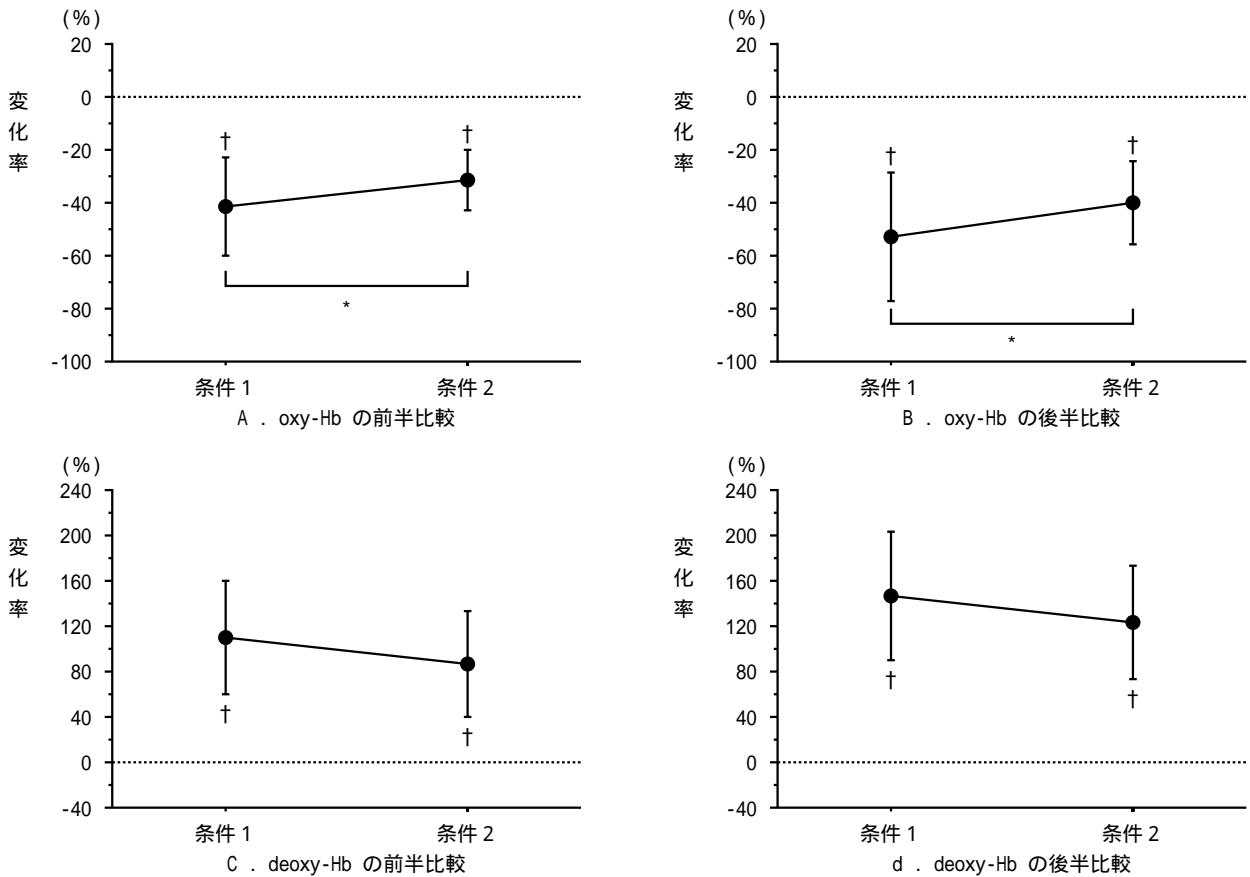 (%)
20
0
-20
-40
-60
-80
-100
変化率
†
†
*
条件 1
条件 2
A . oxy-Hb の前半比較
(%)
20
0
-20
-40
-60
-80
-100
変化率
†
†
*
条件 1
条件 2
B . oxy-Hb の後半比較
(%)
240
200
160
120
80
40
0
-40
変化率
†
†
条件 1
条件 2
C . deoxy-Hb の前半比較
(%)
240
200
160
120
80
40
0
-40
変化率
†
†
条件 1
条件 2
d . deoxy-Hb の後半比較